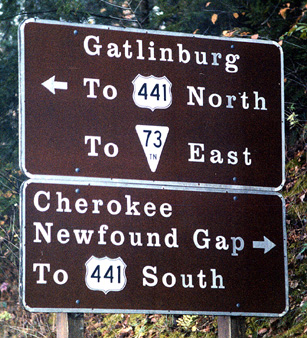 Gatlinburg
← To 441 North
To 73 TN East
Cherokee
Newfound Gap →
To 441 South